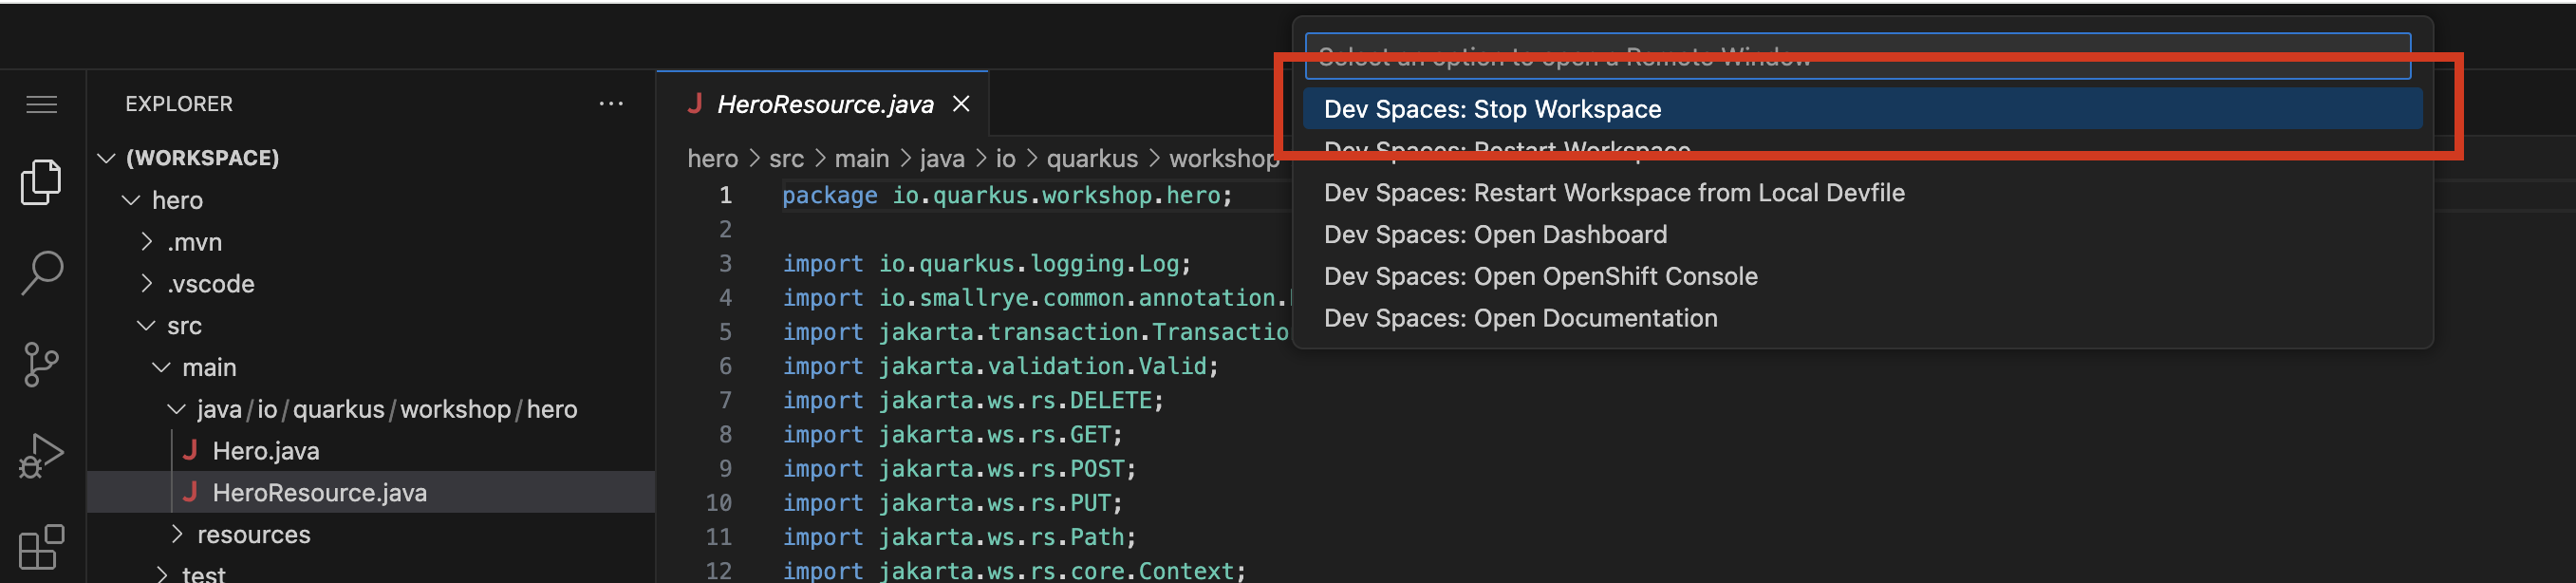 Select an option to open a Remote Window
Dev Spaces: Stop Workspace
Dev Spaces: Restart Workspace
Dev Spaces: Restart Workspace from Local Devfile
Dev Spaces: Open Dashboard
Dev Spaces: Open OpenShift Console
Dev Spaces: Open Documentation
EXPLORER
(WORKSPACE)
hero
.mvn
.vscode
src
main
java/io/quarkus/workshop/hero
J Hero.java
J HeroResource.java
resources
test
J HeroResource.java
hero > src > main > java > io > quarkus > workshop
1 package io.quarkus.workshop.hero;
2
3 import io.quarkus.logging.Log;
4 import io.smallrye.common.annotation.
5 import jakarta.transaction.Transactio
6 import jakarta.validation.Valid;
7 import jakarta.ws.rs.DELETE;
8 import jakarta.ws.rs.GET;
9 import jakarta.ws.rs.POST;
10 import jakarta.ws.rs.PUT;
11 import jakarta.ws.rs.Path;
12 import jakarta.ws.rs.core.Context;